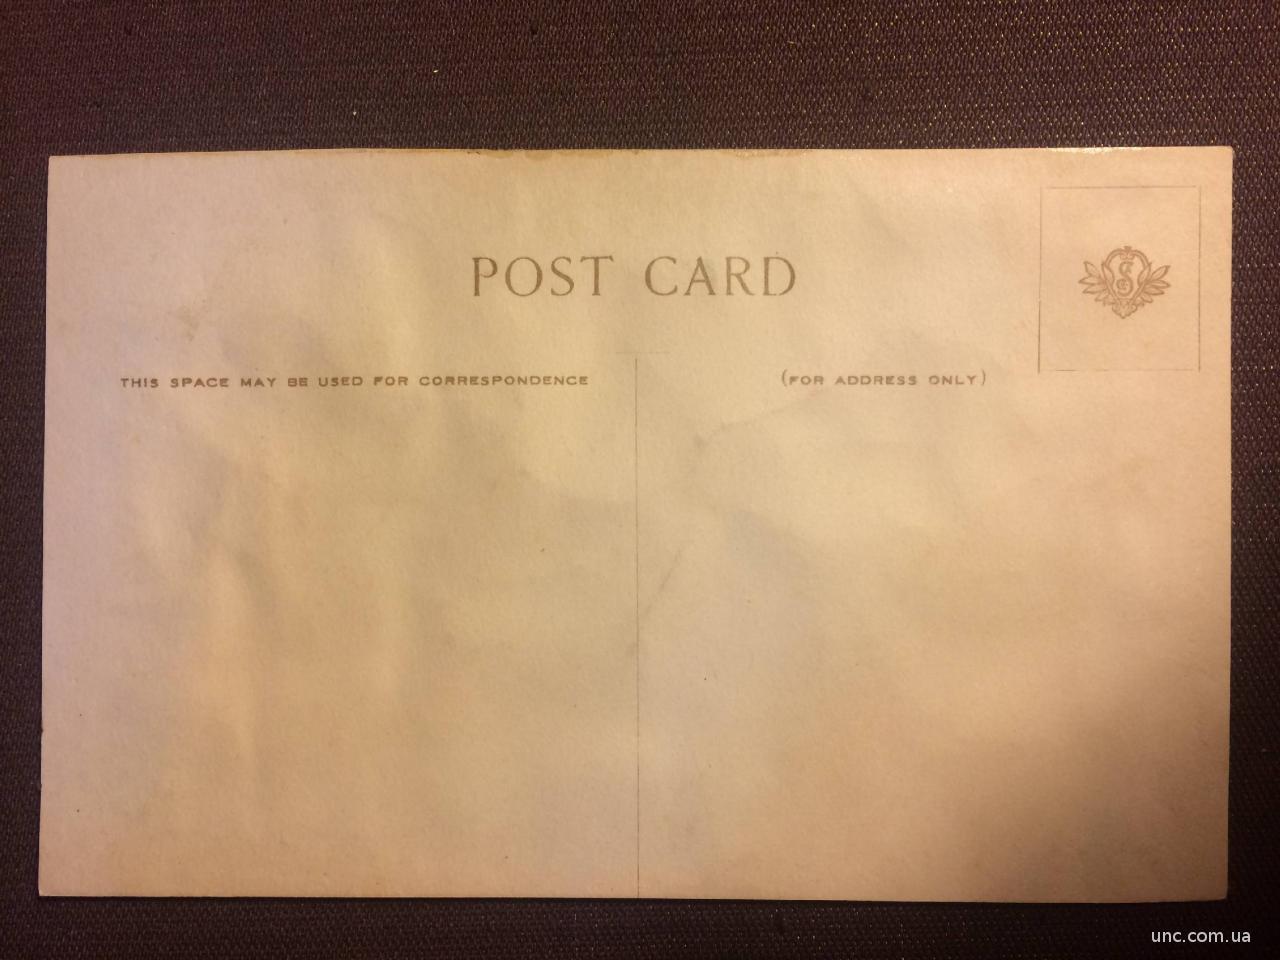 POST CARD
THIS SPACE MAY BE USED FOR CORRESPONDENCE
(FOR ADDRESS ONLY)
unc.com.ua